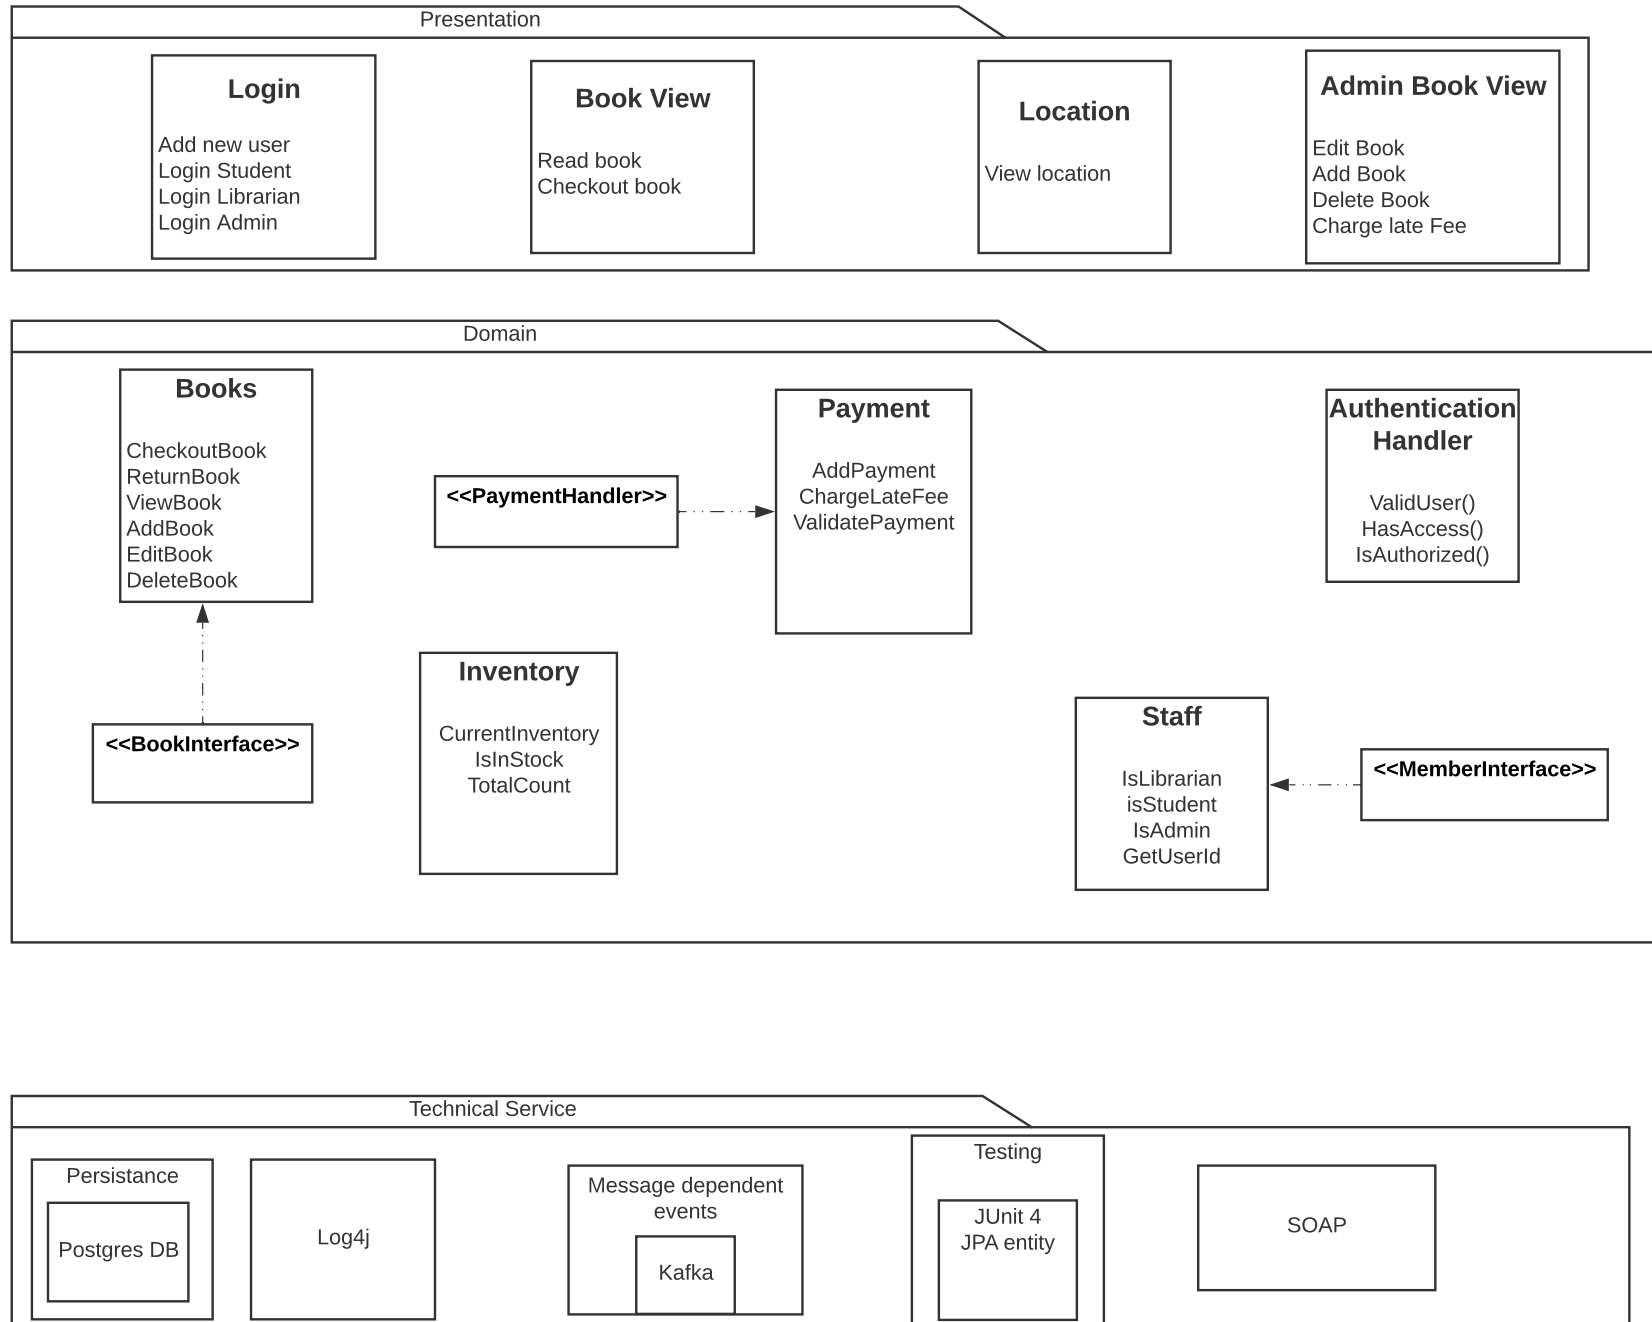 Presentation
Login
Add new user
Login Student
Login Librarian
Login Admin
Book View
Read book
Checkout book
Location
View location
Admin Book View
Edit Book
Add Book
Delete Book
Charge late Fee
Domain
Books
CheckoutBook
ReturnBook
ViewBook
AddBook
EditBook
DeleteBook
<<PaymentHandler>>
Payment
AddPayment
ChargeLateFee
ValidatePayment
Authentication
Handler
ValidUser()
HasAccess()
IsAuthorized()
<<BookInterface>>
Inventory
CurrentInventory
IsInStock
TotalCount
Staff
IsLibrarian
isStudent
IsAdmin
GetUserId
<<MemberInterface>>
Technical Service
Persistance
Postgres DB
Log4j
Message dependent
events
Kafka
Testing
JUnit 4
JPA entity
SOAP